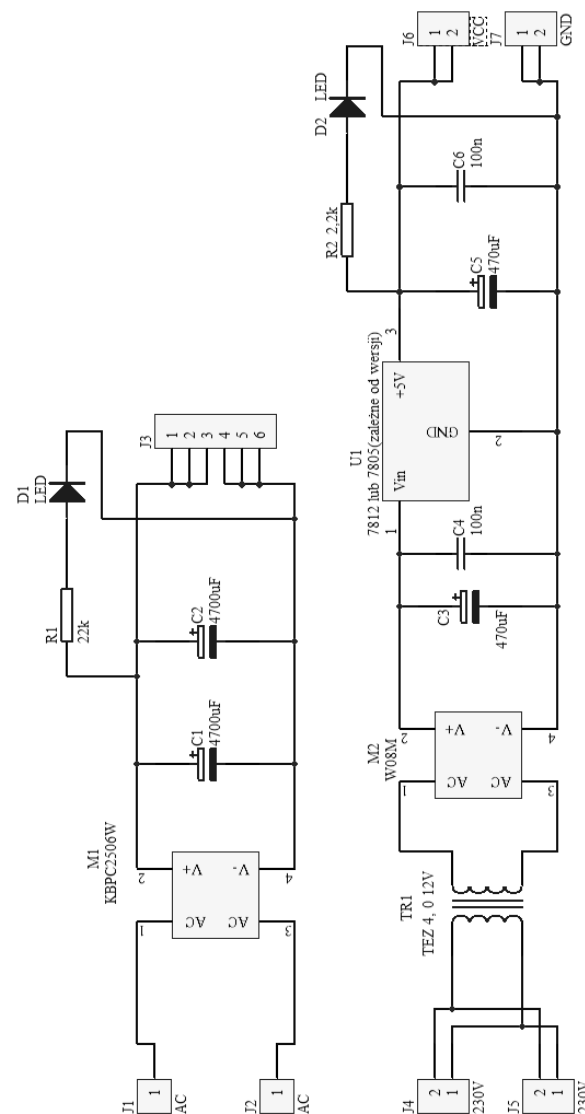 J1
1
AC
J2
1
AC
M1
KBPC2506W
1
2
3
4
AC
V+
AC
V-
C1
4700uF
C2
4700uF
R1
22k
D1
LED
J3
1
2
3
4
5
6
J4
2
1
230V
J5
2
1
230V
TR1
TEZ 4, 0 12V
M2
W08M
1
2
3
4
AC
V+
AC
V-
C3
470uF
C4
100n
U1
7812 lub 7805(zależne od wersji)
1
Vin
+5V
3
GND
2
C5
470uF
C6
100n
R2 2,2k
D2
LED
J6
1
2
VCC
J7
1
2
GND